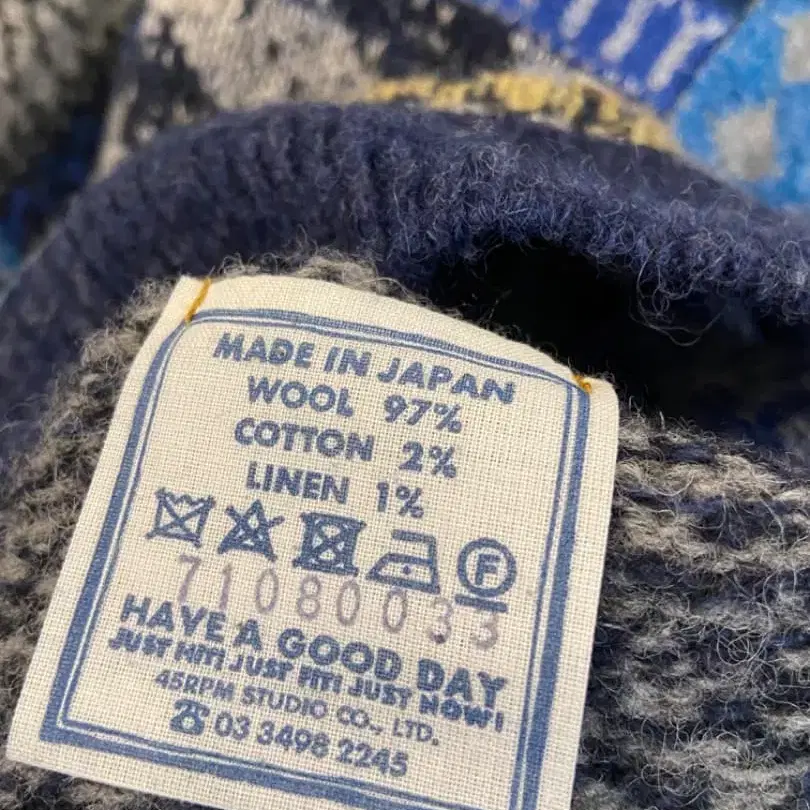 MADE IN JAPAN
WOOL 97%
COTTON 2%
LINEN 1%
F
71080033
HAVE A GOOD DAY
JUST HIT! JUST FIT! JUST NOW!
45RPM STUDIO CO., LTD.
☎ 03 3498 2245